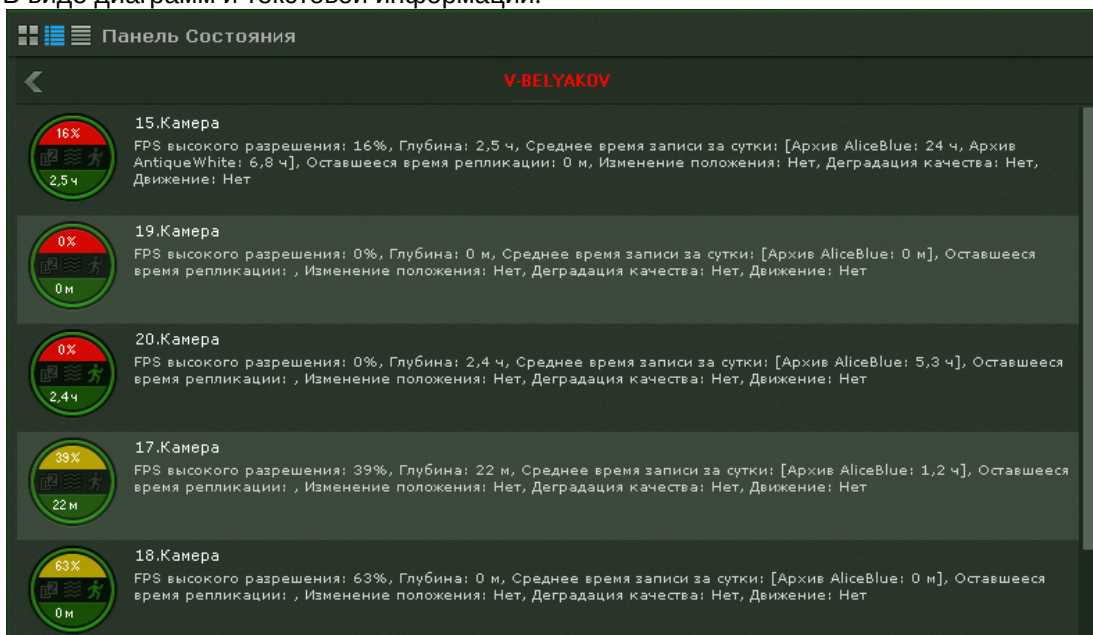 В виде диаграмм и текстовой информации.
Панель Состояния
V-BELYAKOV
16%
2,5 ч
15.Камера
FPS высокого разрешения: 16%, Глубина: 2,5 ч, Среднее время записи за сутки: [Архив AliceBlue: 24 ч, Архив
AntiqueWhite: 6,8 ч], Оставшееся время репликации: 0 м, Изменение положения: Нет, Деградация качества: Нет,
Движение: Нет
0%
0 м
19.Камера
FPS высокого разрешения: 0%, Глубина: 0 м, Среднее время записи за сутки: [Архив AliceBlue: 0 м], Оставшееся
время репликации: , Изменение положения: Нет, Деградация качества: Нет, Движение: Нет
0%
2,4 ч
20.Камера
FPS высокого разрешения: 0%, Глубина: 2,4 ч, Среднее время записи за сутки: [Архив AliceBlue: 5,3 ч], Оставшееся
время репликации: , Изменение положения: Нет, Деградация качества: Нет, Движение: Нет
39%
22 м
17.Камера
FPS высокого разрешения: 39%, Глубина: 22 м, Среднее время записи за сутки: [Архив AliceBlue: 1,2 ч], Оставшееся
время репликации: , Изменение положения: Нет, Деградация качества: Нет, Движение: Нет
63%
0 м
18.Камера
FPS высокого разрешения: 63%, Глубина: 0 м, Среднее время записи за сутки: [Архив AliceBlue: 0 м], Оставшееся
время репликации: , Изменение положения: Нет, Деградация качества: Нет, Движение: Нет